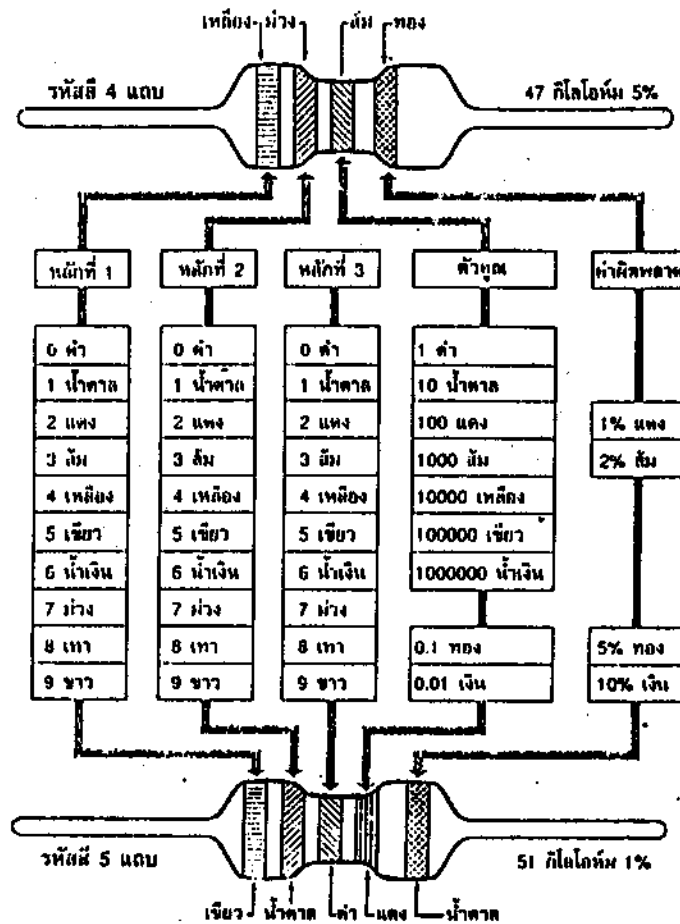 เหลือง ม่วง ส้ม ทอง
รหัสสี 4 แถบ
47 กิโลโอห์ม 5%
หลักที่ 1
หลักที่ 2
หลักที่ 3
ตัวคูณ
ค่าผิดพลาด
0 ดำ
1 น้ำตาล
2 แดง
3 ส้ม
4 เหลือง
5 เขียว
6 น้ำเงิน
7 ม่วง
8 เทา
9 ขาว
0 ดำ
1 น้ำตาล
2 แดง
3 ส้ม
4 เหลือง
5 เขียว
6 น้ำเงิน
7 ม่วง
8 เทา
9 ขาว
0 ดำ
1 น้ำตาล
2 แดง
3 ส้ม
4 เหลือง
5 เขียว
6 น้ำเงิน
7 ม่วง
8 เทา
9 ขาว
1 ดำ
10 น้ำตาล
100 แดง
1000 ส้ม
10000 เหลือง
100000 เขียว
1000000 น้ำเงิน
0.1 ทอง
0.01 เงิน
1% แดง
2% ส้ม
5% ทอง
10% เงิน
รหัสสี 5 แถบ
51 กิโลโอห์ม 1%
เขียว น้ำตาล ดำ แดง น้ำตาล